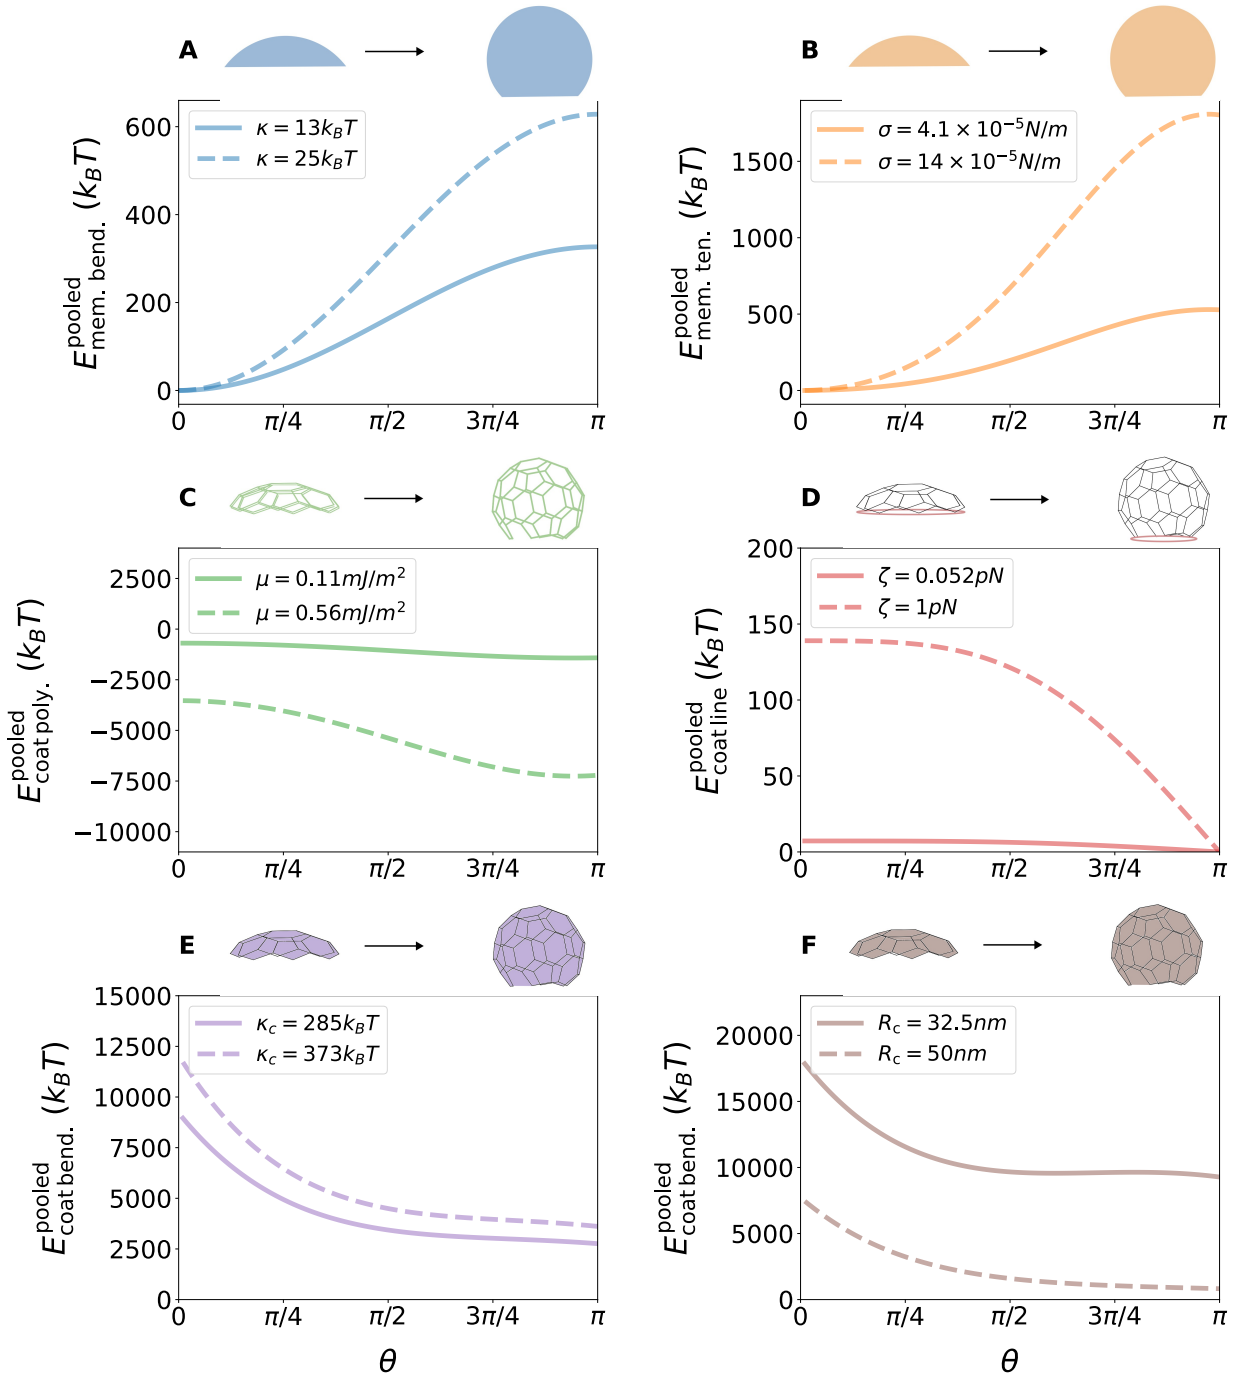 A
B
600
400
200
0
κ = 13k_BT
κ = 25k_BT
E^pooled_mem. bend. (k_BT)
0 π/4 π/2 3π/4 π
1500
1000
500
0
σ = 4.1 × 10⁻⁵N/m
σ = 14 × 10⁻⁵N/m
E^pooled_mem. ten. (k_BT)
0 π/4 π/2 3π/4 π
C
D
2500
0
−2500
−5000
−7500
−10000
μ = 0.11mJ/m²
μ = 0.56mJ/m²
E^pooled_coat poly. (k_BT)
0 π/4 π/2 3π/4 π
200
150
100
50
0
ζ = 0.052pN
ζ = 1pN
E^pooled_coat line (k_BT)
0 π/4 π/2 3π/4 π
E
F
15000
12500
10000
7500
5000
2500
0
κ_c = 285k_BT
κ_c = 373k_BT
E^pooled_coat bend. (k_BT)
0 π/4 π/2 3π/4 π
θ
20000
15000
10000
5000
0
R_c = 32.5nm
R_c = 50nm
E^pooled_coat bend. (k_BT)
0 π/4 π/2 3π/4 π
θ